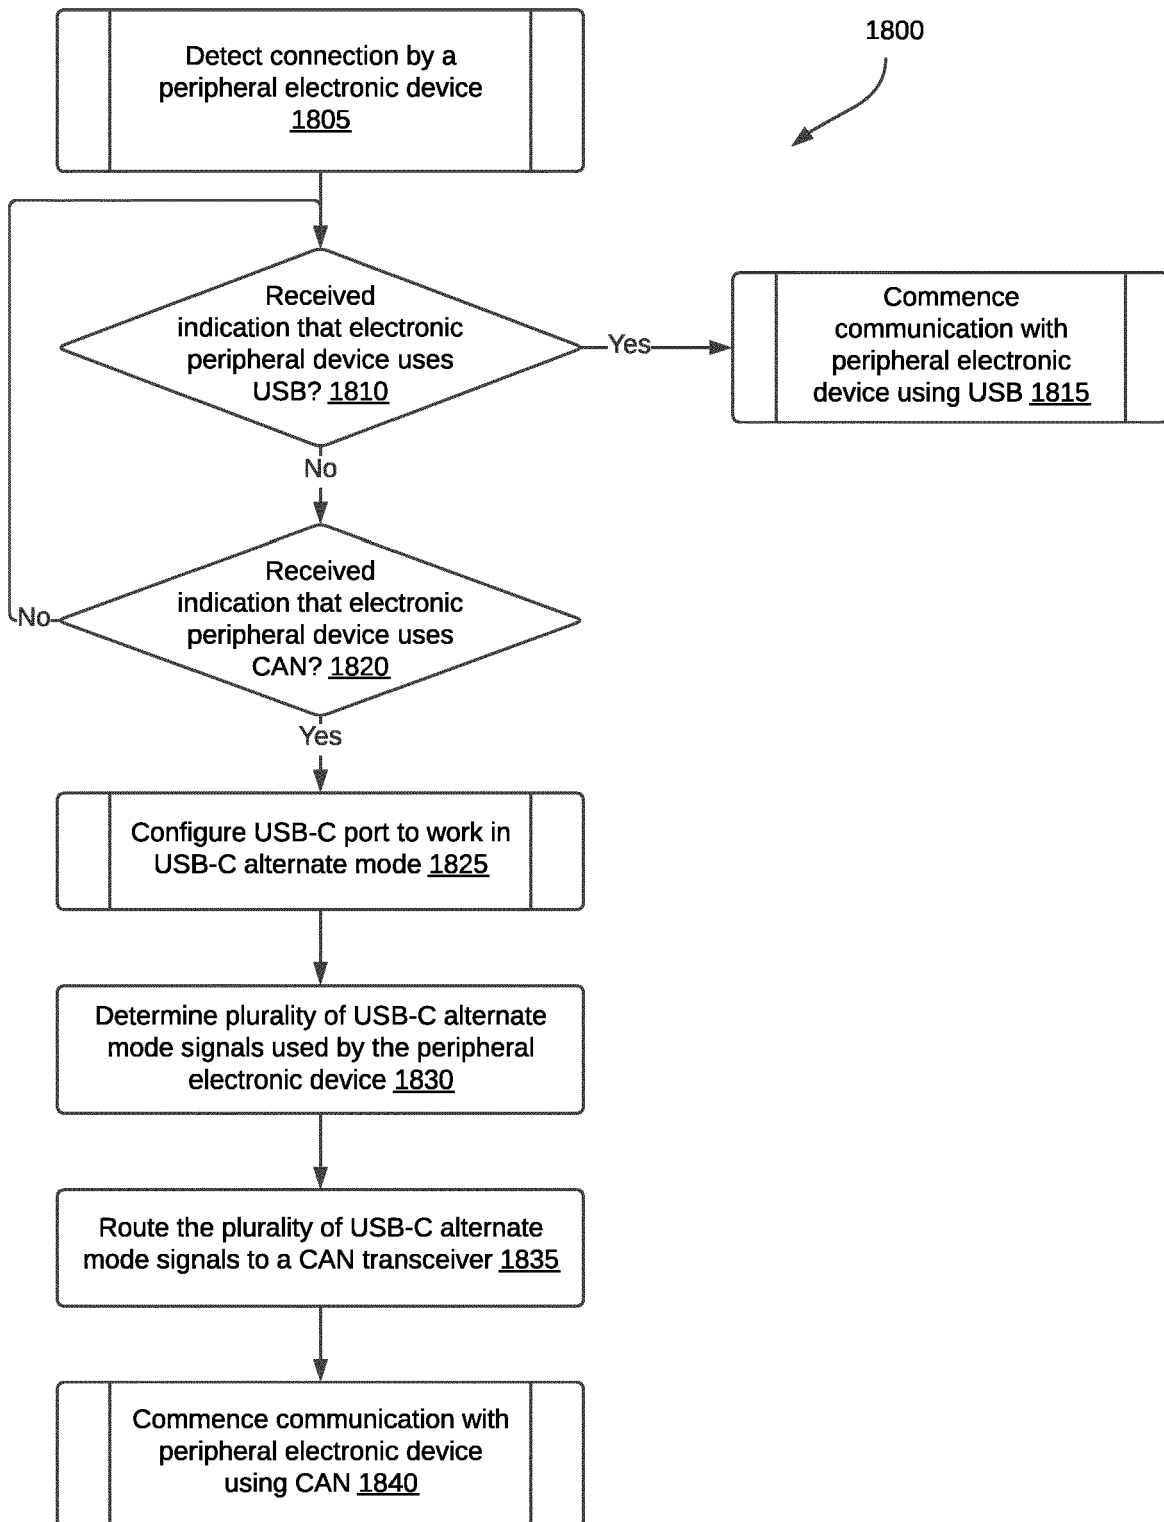 1800
Detect connection by a
peripheral electronic device
1805
Received
indication that electronic
peripheral device uses
USB? 1810
Yes
Commence
communication with
peripheral electronic
device using USB 1815
No
Received
indication that electronic
peripheral device uses
CAN? 1820
No
Yes
Configure USB-C port to work in
USB-C alternate mode 1825
Determine plurality of USB-C alternate
mode signals used by the peripheral
electronic device 1830
Route the plurality of USB-C alternate
mode signals to a CAN transceiver 1835
Commence communication with
peripheral electronic device
using CAN 1840